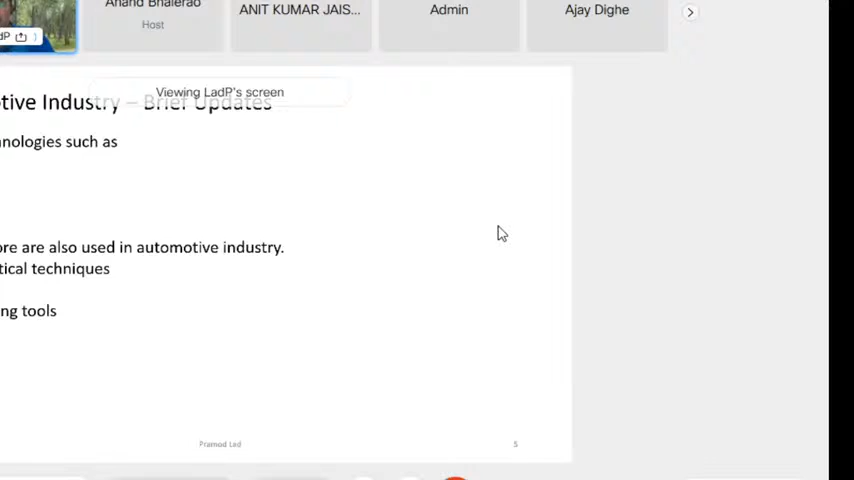 Anand Bhalerao
Host
ANIT KUMAR JAIS...
Admin
Ajay Dighe
dP
Viewing LadP's screen
tive Industry – Brief Updates
nologies such as
ore are also used in automotive industry.
tical techniques
ng tools
Pramod Lad
5